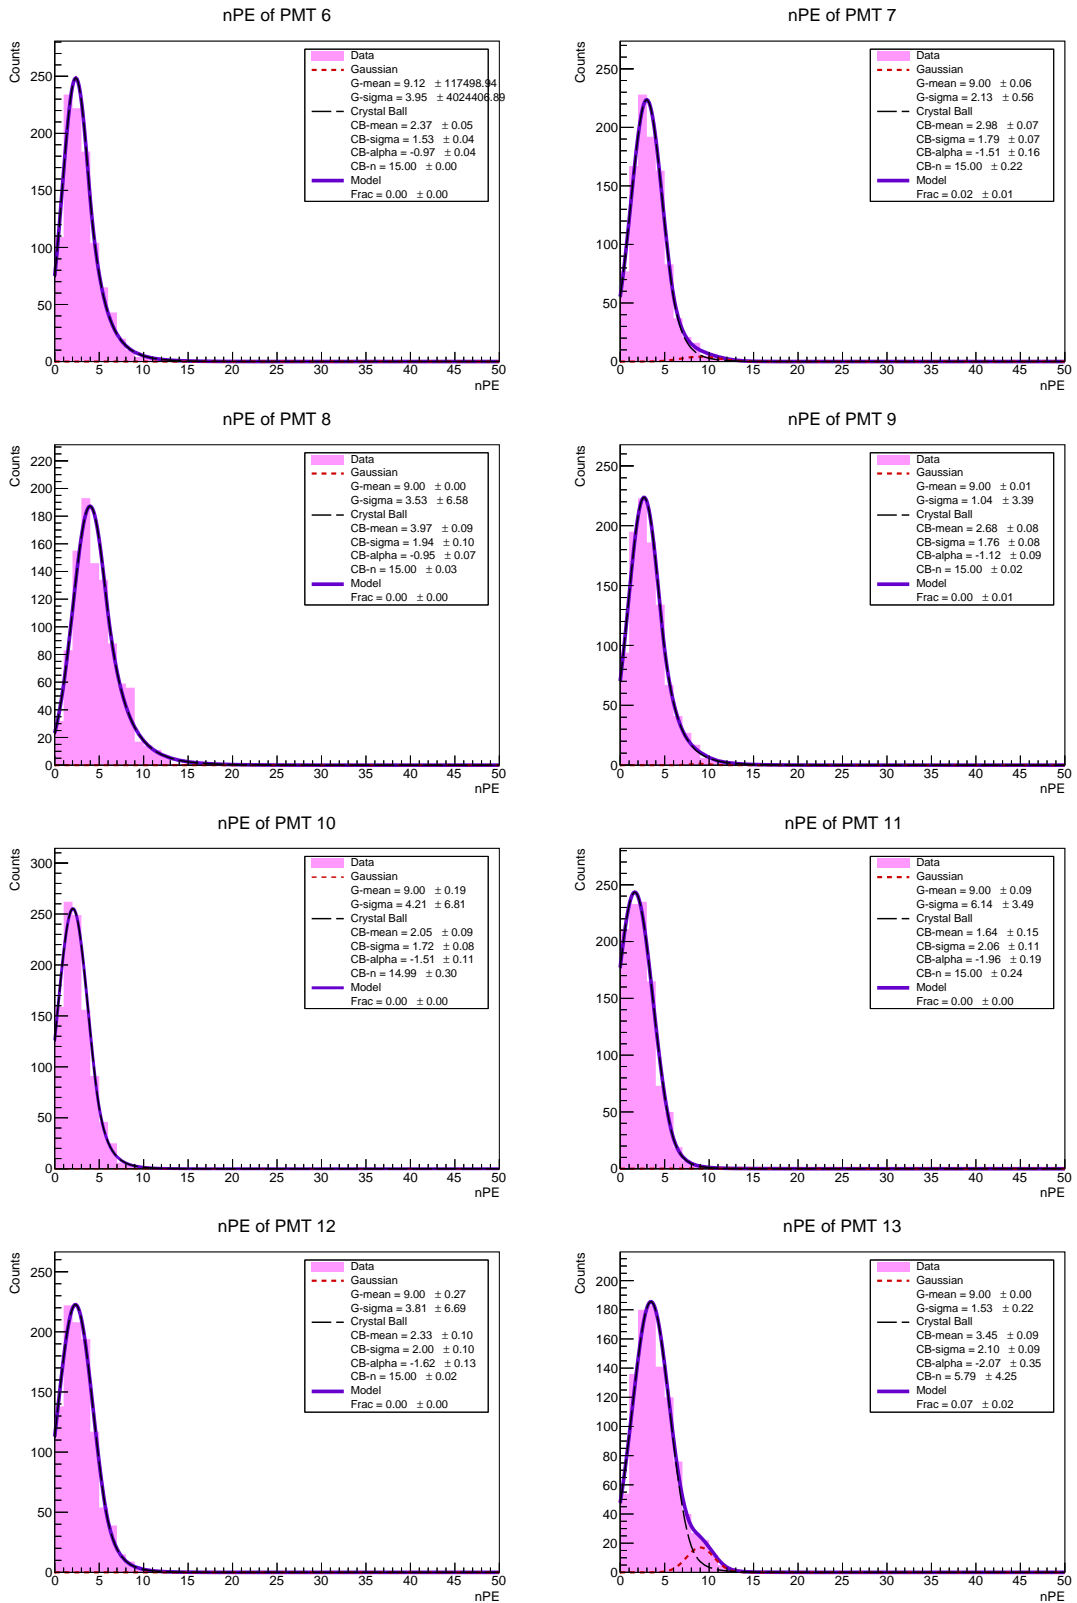 nPE of PMT 6
Counts
Data
Gaussian
G-mean = 9.12 ± 117498.94
G-sigma = 3.95 ± 4024406.89
Crystal Ball
CB-mean = 2.37 ± 0.05
CB-sigma = 1.53 ± 0.04
CB-alpha = -0.97 ± 0.04
CB-n = 15.00 ± 0.00
Model
Frac = 0.00 ± 0.00
250
200
150
100
50
0
0 5 10 15 20 25 30 35 40 45 50
nPE
nPE of PMT 7
Counts
Data
Gaussian
G-mean = 9.00 ± 0.06
G-sigma = 2.13 ± 0.56
Crystal Ball
CB-mean = 2.98 ± 0.07
CB-sigma = 1.79 ± 0.07
CB-alpha = -1.51 ± 0.16
CB-n = 15.00 ± 0.22
Model
Frac = 0.02 ± 0.01
250
200
150
100
50
0
0 5 10 15 20 25 30 35 40 45 50
nPE
nPE of PMT 8
Counts
Data
Gaussian
G-mean = 9.00 ± 0.00
G-sigma = 3.53 ± 6.58
Crystal Ball
CB-mean = 3.97 ± 0.09
CB-sigma = 1.94 ± 0.10
CB-alpha = -0.95 ± 0.07
CB-n = 15.00 ± 0.03
Model
Frac = 0.00 ± 0.00
220
200
180
160
140
120
100
80
60
40
20
0
0 5 10 15 20 25 30 35 40 45 50
nPE
nPE of PMT 9
Counts
Data
Gaussian
G-mean = 9.00 ± 0.01
G-sigma = 1.04 ± 3.39
Crystal Ball
CB-mean = 2.68 ± 0.08
CB-sigma = 1.76 ± 0.08
CB-alpha = -1.12 ± 0.09
CB-n = 15.00 ± 0.02
Model
Frac = 0.00 ± 0.01
250
200
150
100
50
0
0 5 10 15 20 25 30 35 40 45 50
nPE
nPE of PMT 10
Counts
Data
Gaussian
G-mean = 9.00 ± 0.19
G-sigma = 4.21 ± 6.81
Crystal Ball
CB-mean = 2.05 ± 0.09
CB-sigma = 1.72 ± 0.08
CB-alpha = -1.51 ± 0.11
CB-n = 14.99 ± 0.30
Model
Frac = 0.00 ± 0.00
300
250
200
150
100
50
0
0 5 10 15 20 25 30 35 40 45 50
nPE
nPE of PMT 11
Counts
Data
Gaussian
G-mean = 9.00 ± 0.09
G-sigma = 6.14 ± 3.49
Crystal Ball
CB-mean = 1.64 ± 0.15
CB-sigma = 2.06 ± 0.11
CB-alpha = -1.96 ± 0.19
CB-n = 15.00 ± 0.24
Model
Frac = 0.00 ± 0.00
250
200
150
100
50
0
0 5 10 15 20 25 30 35 40 45 50
nPE
nPE of PMT 12
Counts
Data
Gaussian
G-mean = 9.00 ± 0.27
G-sigma = 3.81 ± 6.69
Crystal Ball
CB-mean = 2.33 ± 0.10
CB-sigma = 2.00 ± 0.10
CB-alpha = -1.62 ± 0.13
CB-n = 15.00 ± 0.02
Model
Frac = 0.00 ± 0.00
250
200
150
100
50
0
0 5 10 15 20 25 30 35 40 45 50
nPE
nPE of PMT 13
Counts
Data
Gaussian
G-mean = 9.00 ± 0.00
G-sigma = 1.53 ± 0.22
Crystal Ball
CB-mean = 3.45 ± 0.09
CB-sigma = 2.10 ± 0.09
CB-alpha = -2.07 ± 0.35
CB-n = 5.79 ± 4.25
Model
Frac = 0.07 ± 0.02
200
180
160
140
120
100
80
60
40
20
0
0 5 10 15 20 25 30 35 40 45 50
nPE